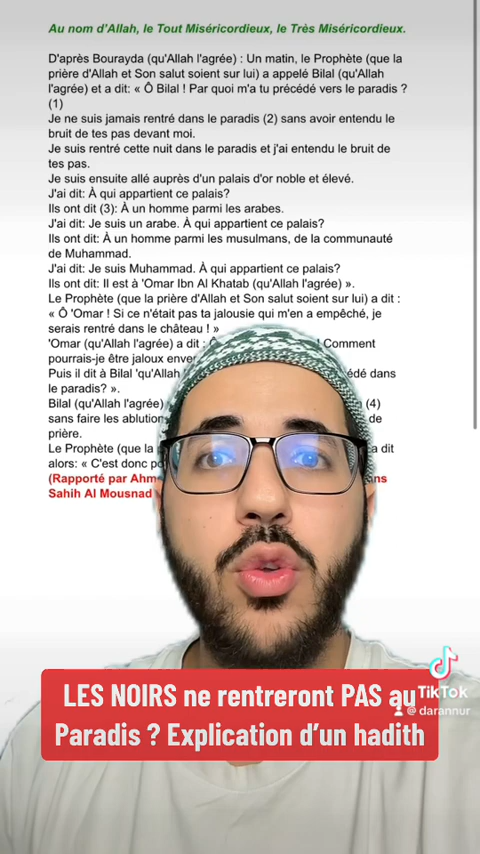 Au nom d'Allah, le Tout Miséricordieux, le Très Miséricordieux.
D'après Bourayda (qu'Allah l'agrée) : Un matin, le Prophète (que la
prière d'Allah et Son salut soient sur lui) a appelé Bilal (qu'Allah
l'agrée) et a dit: « Ô Bilal ! Par quoi m'a tu précédé vers le paradis ?
(1)
Je ne suis jamais rentré dans le paradis (2) sans avoir entendu le
bruit de tes pas devant moi.
Je suis rentré cette nuit dans le paradis et j'ai entendu le bruit de
tes pas.
Je suis ensuite allé auprès d'un palais d'or noble et élevé.
J'ai dit: À qui appartient ce palais?
Ils ont dit (3): À un homme parmi les arabes.
J'ai dit: Je suis un arabe. À qui appartient ce palais?
Ils ont dit: À un homme parmi les musulmans, de la communauté
de Muhammad.
J'ai dit: Je suis Muhammad. À qui appartient ce palais?
Ils ont dit: Il est à 'Omar Ibn Al Khatab (qu'Allah l'agrée) ».
Le Prophète (que la prière d'Allah et Son salut soient sur lui) a dit :
« Ô 'Omar ! Si ce n'était pas ta jalousie qui m'en a empêché, je
serais rentré dans le château ! »
'Omar (qu'Allah l'agrée) a dit : ! Comment
pourrais-je être jaloux
Puis il dit à Bilal 'qu'Allah dans
le paradis? ».
Bilal (qu'Allah l'agrée) (4)
sans faire les de
prière.
Le Prophète (que la a dit
alors: « C'est donc
(Rapporté par
Sahih Al Mousnad
TikTok
@ darannur
LES NOIRS ne rentreront PAS au
Paradis ? Explication d'un hadith